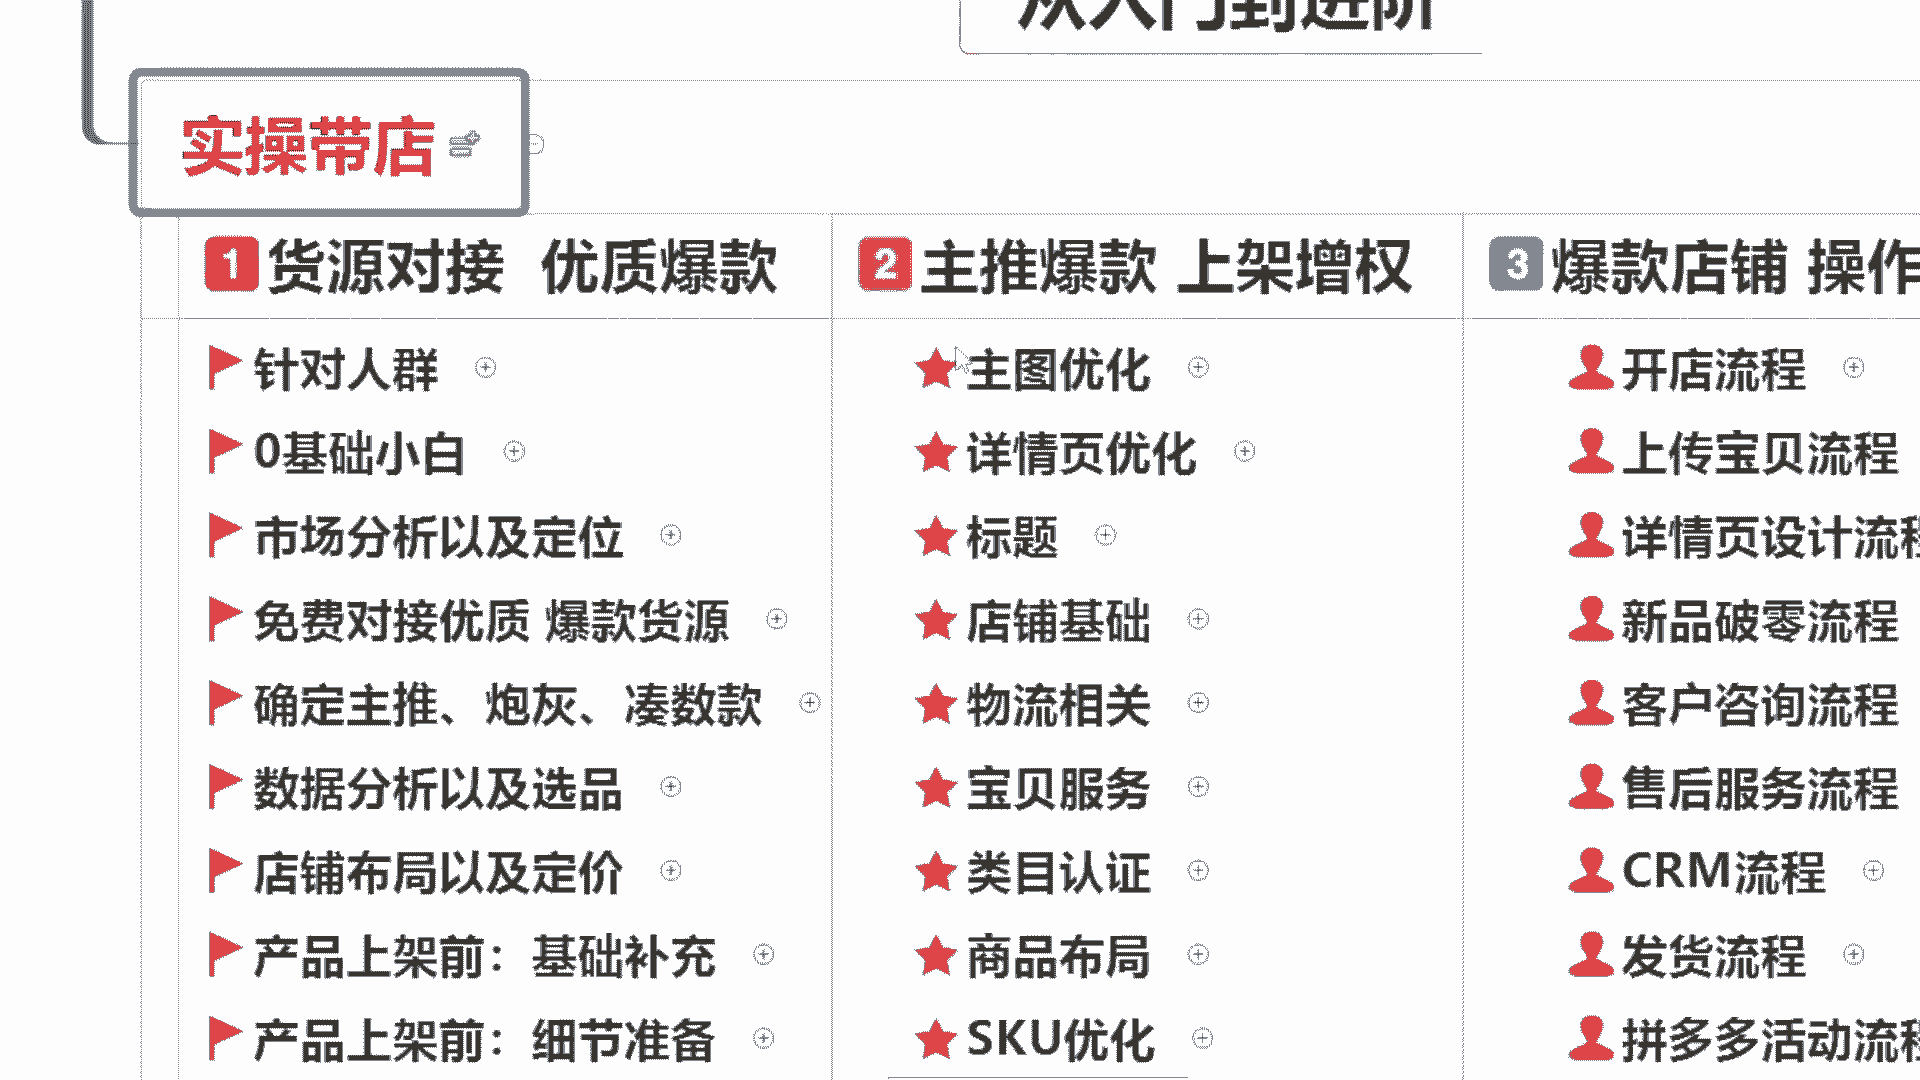 从入门到进阶
实操带店
1 货源对接 优质爆款
针对人群
0基础小白
市场分析以及定位
免费对接优质 爆款货源
确定主推、炮灰、凑数款
数据分析以及选品
店铺布局以及定价
产品上架前：基础补充
产品上架前：细节准备
2 主推爆款 上架增权
主图优化
详情页优化
标题
店铺基础
物流相关
宝贝服务
类目认证
商品布局
SKU优化
3 爆款店铺 操作
开店流程
上传宝贝流程
详情页设计流程
新品破零流程
客户咨询流程
售后服务流程
CRM流程
发货流程
拼多多活动流程